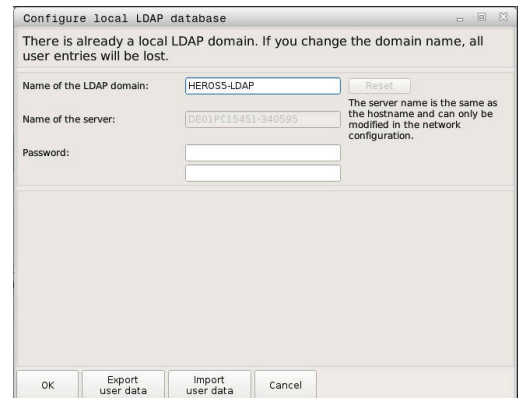 Configure local LDAP database
There is already a local LDAP domain. If you change the domain name, all
user entries will be lost.
Name of the LDAP domain:
HEROS5-LDAP
Reset
Name of the server:
DE01PC15451-340595
The server name is the same as
the hostname and can only be
modified in the network
configuration.
Password:
OK
Export
user data
Import
user data
Cancel